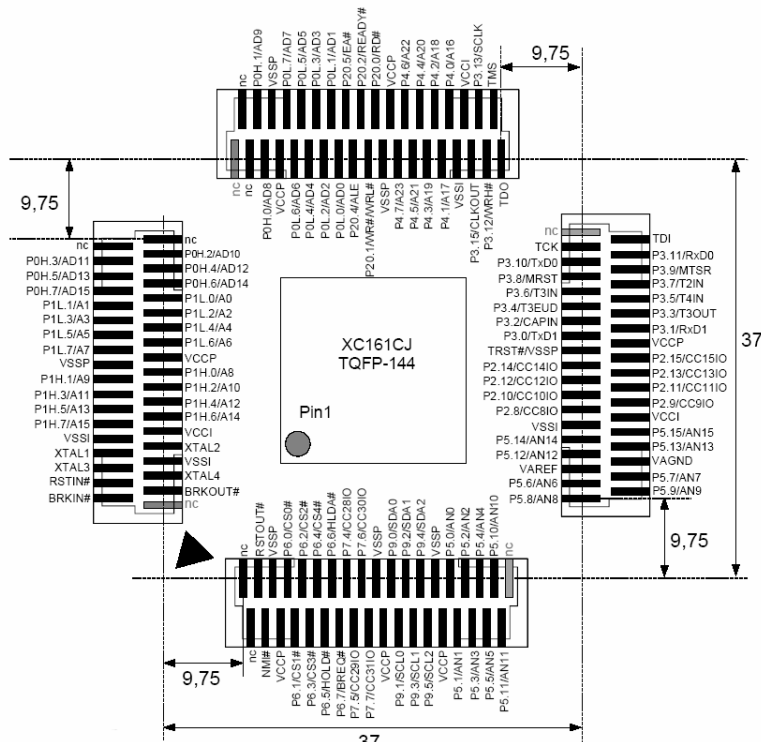 nc
P0H.1/AD9
VSSP
P0L.7/AD7
P0L.5/AD5
P0L.3/AD3
P0L.1/AD1
P20.5/EA#
P20.2/READY#
P20.0/RD#
VCCP
P4.6/A22
P4.4/A20
P4.2/A18
P4.0/A16
VCCI
P3.13/SCLK
TMS
9,75
nc
nc
P0H.0/AD8
VCCP
P0L.6/AD6
P0L.4/AD4
P0L.2/AD2
P0L.0/AD0
P20.4/ALE
P20.1/WR#/WRL#
VSSP
P4.7/A23
P4.5/A21
P4.3/A19
P4.1/A17
VSSI
P3.15/CLKOUT
P3.12/WRH#
TDO
9,75
nc
P0H.3/AD11
P0H.5/AD13
P0H.7/AD15
P1L.1/A1
P1L.3/A3
P1L.5/A5
P1L.7/A7
VSSP
P1H.1/A9
P1H.3/A11
P1H.5/A13
P1H.7/A15
VSSI
XTAL1
XTAL3
RSTIN#
BRKIN#
nc
P0H.2/AD10
P0H.4/AD12
P0H.6/AD14
P1L.0/A0
P1L.2/A2
P1L.4/A4
P1L.6/A6
VCCP
P1H.0/A8
P1H.2/A10
P1H.4/A12
P1H.6/A14
VCCI
XTAL2
VSSI
XTAL4
BRKOUT#
nc
XC161CJ
TQFP-144
Pin1
nc
TCK
P3.10/TxD0
P3.8/MRST
P3.6/T3IN
P3.4/T3EUD
P3.2/CAPIN
P3.0/TxD1
TRST#/VSSP
P2.14/CC14IO
P2.12/CC12IO
P2.10/CC10IO
P2.8/CC8IO
VSSI
P5.14/AN14
P5.12/AN12
VAREF
P5.6/AN6
P5.8/AN8
TDI
P3.11/RxD0
P3.9/MTSR
P3.7/T2IN
P3.5/T4IN
P3.3/T3OUT
P3.1/RxD1
VCCP
P2.15/CC15IO
P2.13/CC13IO
P2.11/CC11IO
P2.9/CC9IO
VCCI
P5.15/AN15
P5.13/AN13
VAGND
P5.7/AN7
P5.9/AN9
37
9,75
nc
RSTOUT#
VSSP
P6.0/CS0#
P6.2/CS2#
P6.4/CS4#
P6.6/HLDA#
P7.4/CC28IO
P7.6/CC30IO
VSSP
P9.0/SDA0
P9.2/SDA1
P9.4/SDA2
VSSP
P5.0/AN0
P5.2/AN2
P5.4/AN4
P5.10/AN10
nc
nc
NMI#
VCCP
P6.1/CS1#
P6.3/CS3#
P6.5/HOLD#
P6.7/BREQ#
P7.5/CC29IO
P7.7/CC31IO
VCCP
P9.1/SCL0
P9.3/SCL1
P9.5/SCL2
VCCP
P5.1/AN1
P5.3/AN3
P5.5/AN5
P5.11/AN11
9,75
37